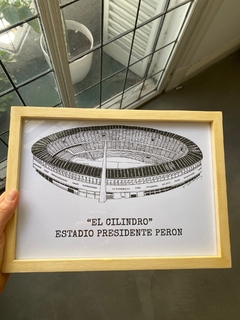 “EL CILINDRO”
ESTADIO PRESIDENTE PERON